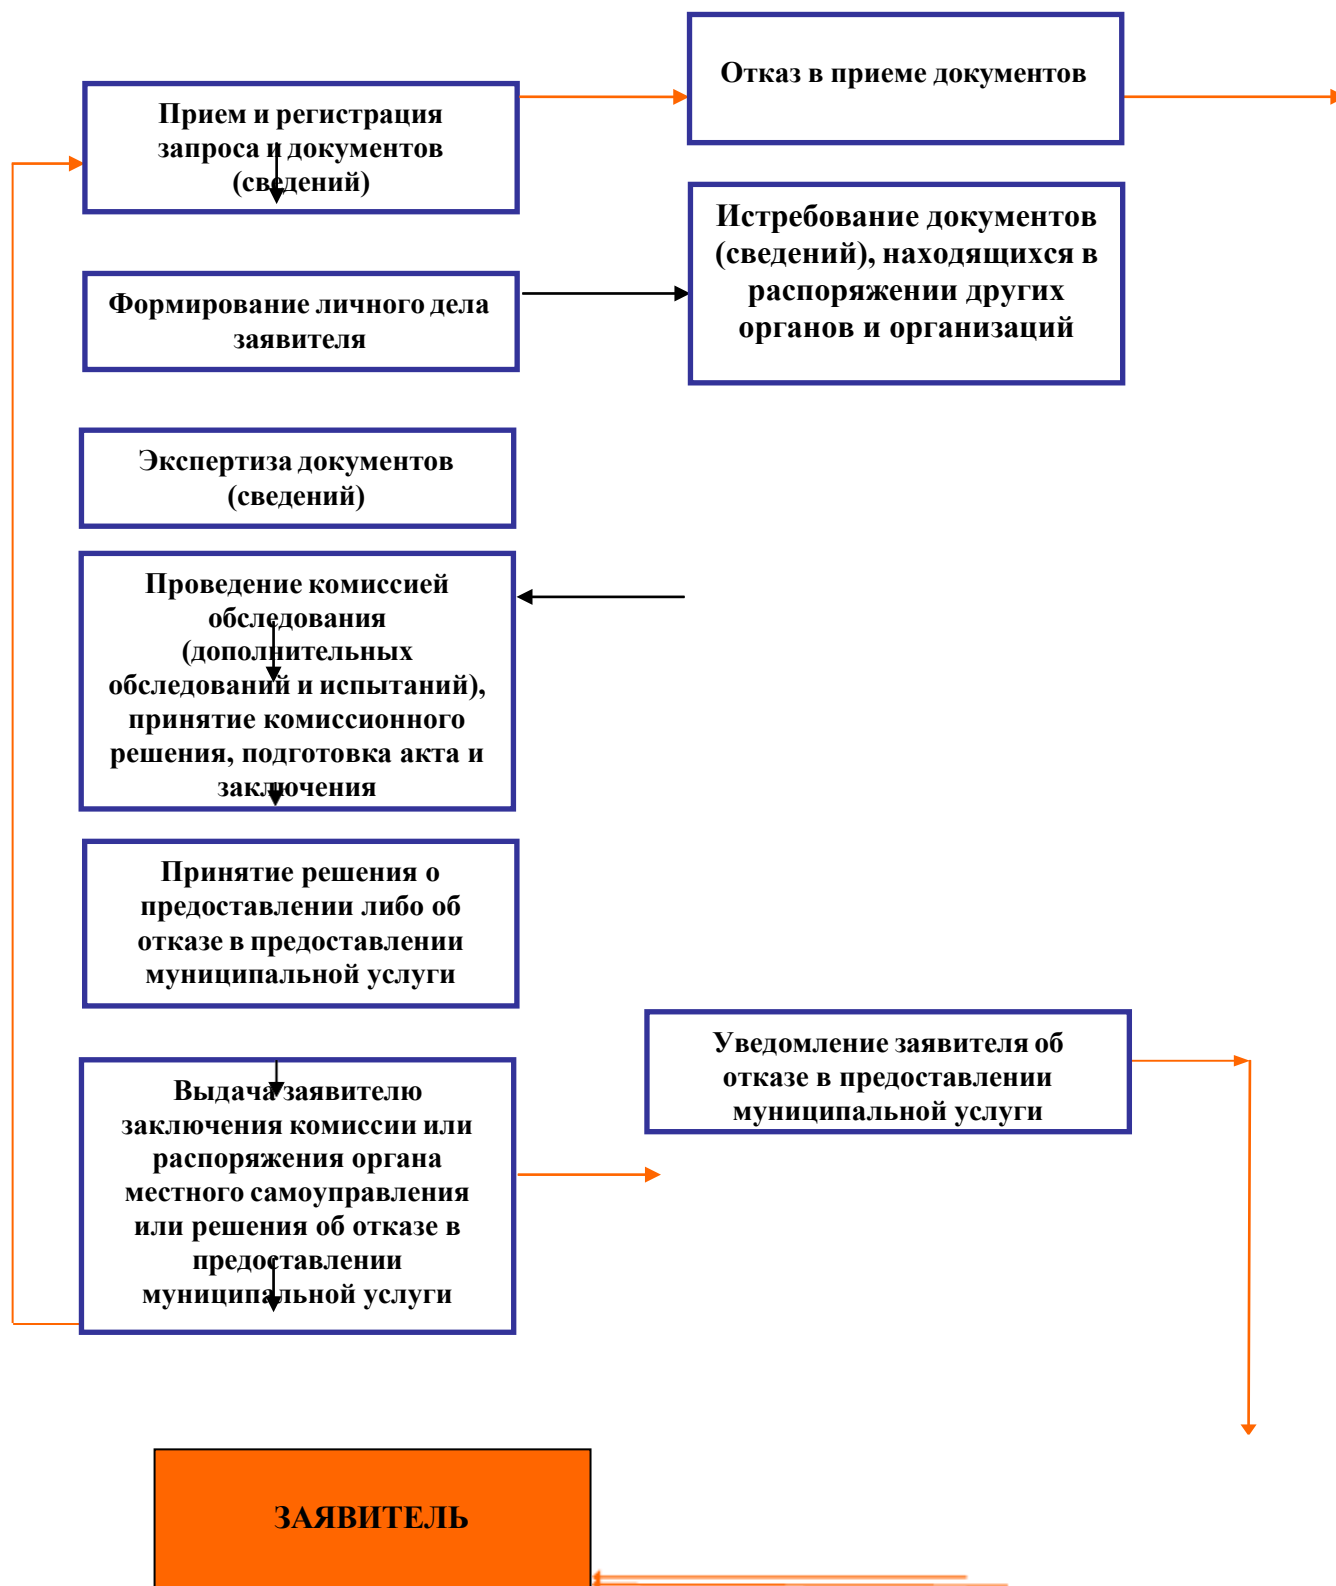 Отказ в приеме документов
Прием и регистрация
запроса и документов
(сведений)
Истребование документов
(сведений), находящихся в
распоряжении других
органов и организаций
Формирование личного дела
заявителя
Экспертиза документов
(сведений)
Проведение комиссией
обследования
(дополнительных
обследований и испытаний),
принятие комиссионного
решения, подготовка акта и
заключения
Принятие решения о
предоставлении либо об
отказе в предоставлении
муниципальной услуги
Уведомление заявителя об
отказе в предоставлении
муниципальной услуги
Выдача заявителю
заключения комиссии или
распоряжения органа
местного самоуправления
или решения об отказе в
предоставлении
муниципальной услуги
ЗАЯВИТЕЛЬ